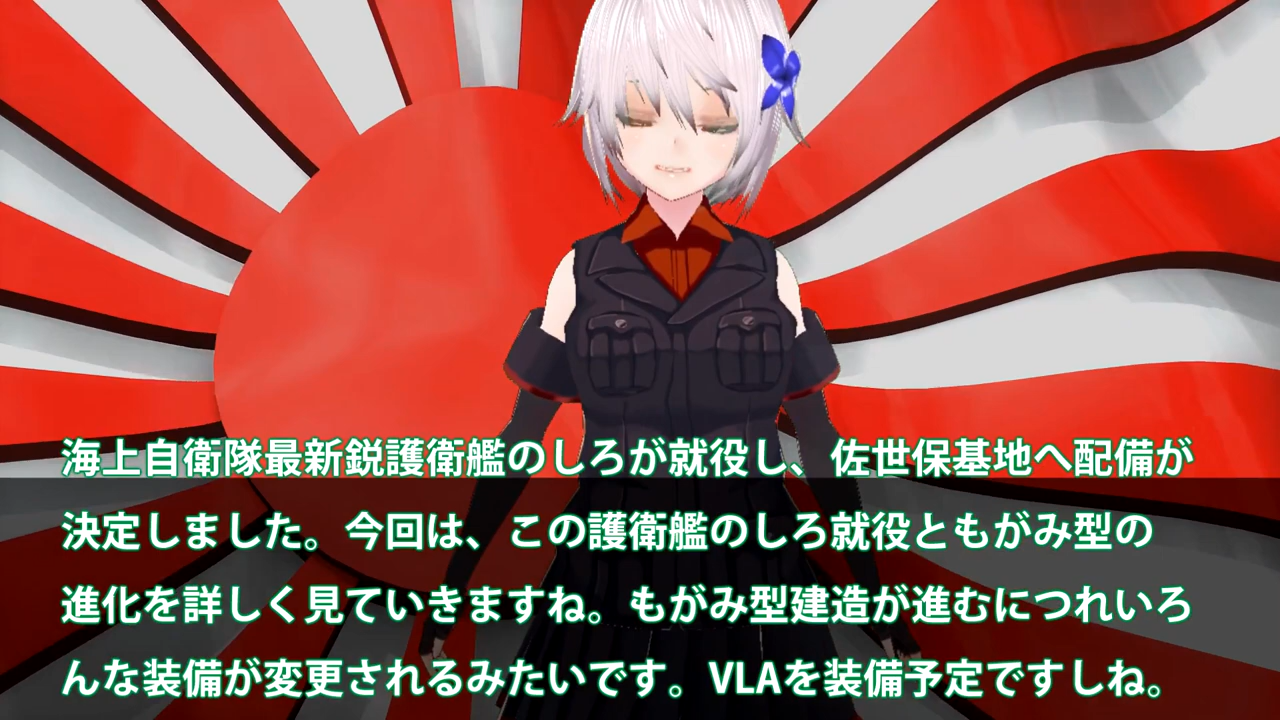 海上自衛隊最新鋭護衛艦のしろが就役し、佐世保基地へ配備が
決定しました。今回は、この護衛艦のしろ就役ともがみ型の
進化を詳しく見ていきますね。もがみ型建造が進むにつれいろ
んな装備が変更されるみたいです。VLAを装備予定ですしね。